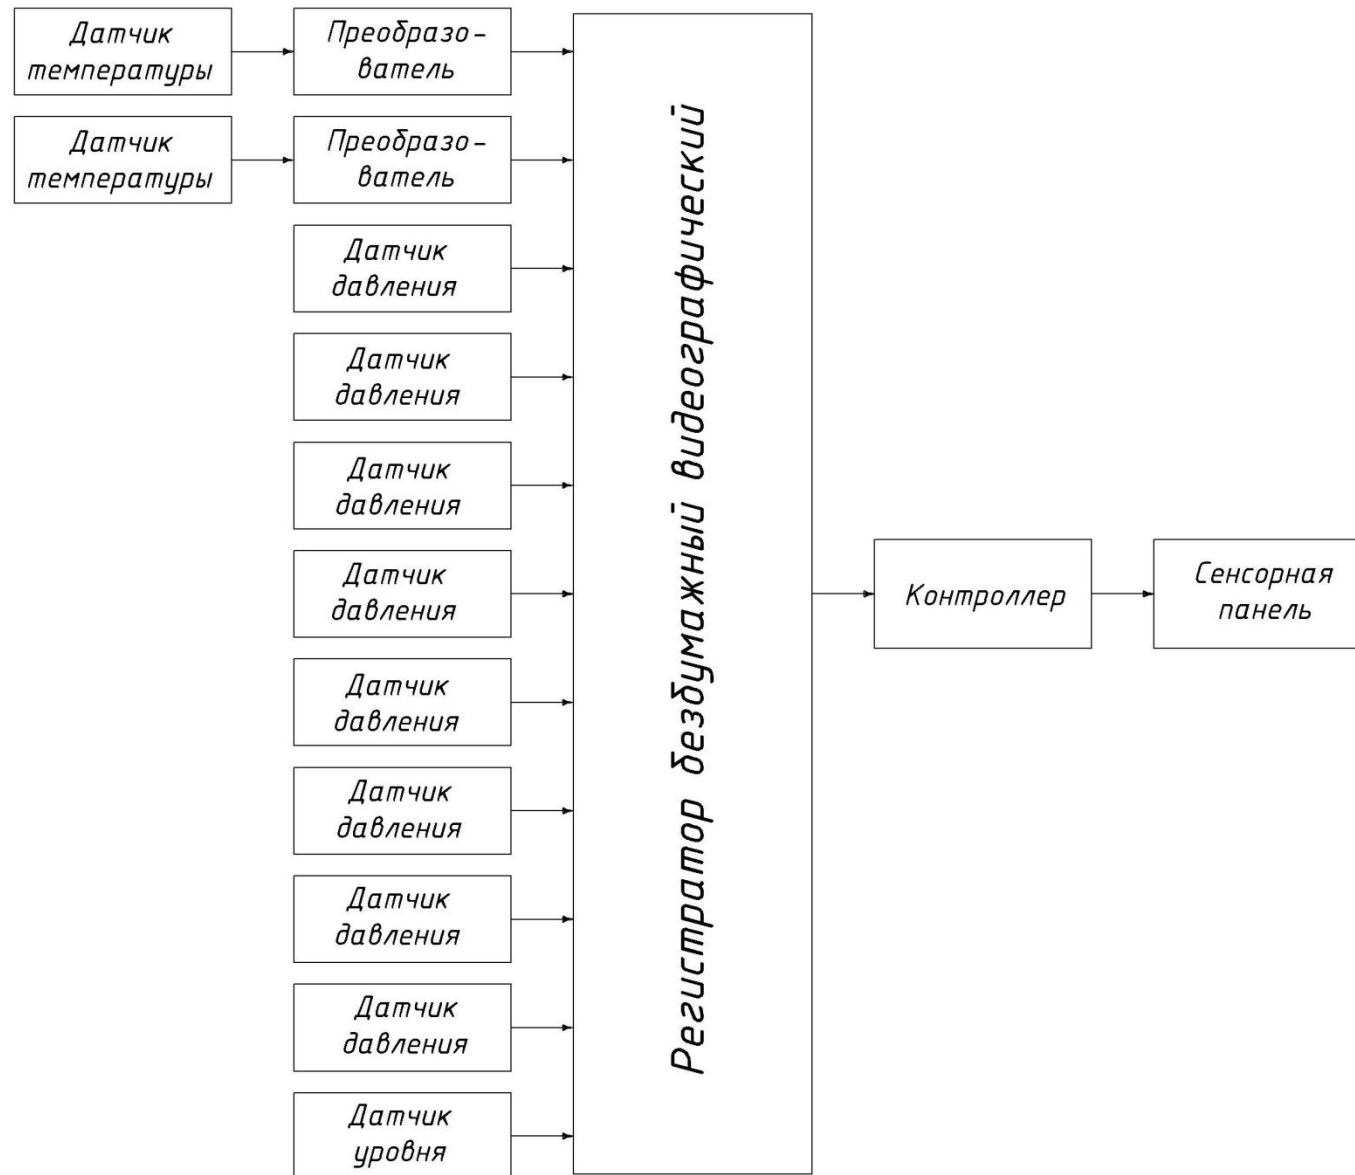 Датчик
температуры
Преобразо-
ватель
Датчик
температуры
Преобразо-
ватель
Датчик
давления
Датчик
давления
Датчик
давления
Датчик
давления
Датчик
давления
Датчик
давления
Датчик
давления
Датчик
давления
Датчик
уровня
Регистратор безбумажный видеографический
Контроллер
Сенсорная
панель